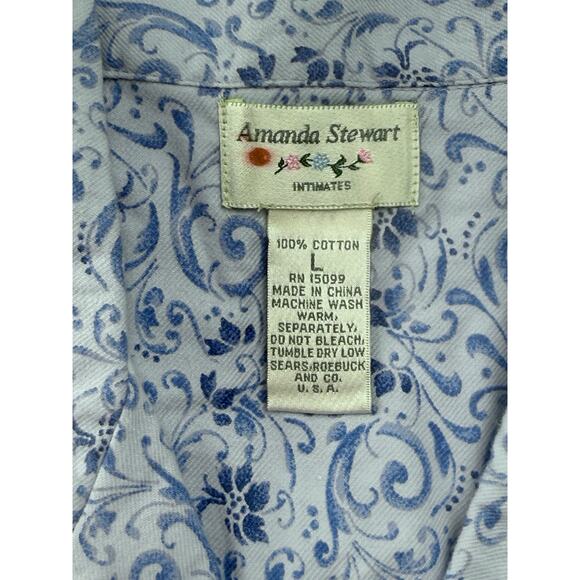 Amanda Stewart
INTIMATES
100% COTTON
L
RN 15099
MADE IN CHINA
MACHINE WASH
WARM,
SEPARATELY,
DO NOT BLEACH,
TUMBLE DRY LOW
SEARS, ROEBUCK
AND CO.
U.S.A.